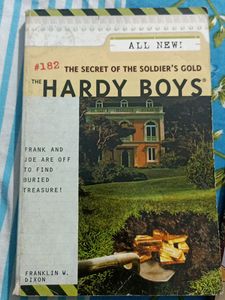 ALL NEW!
#182 THE SECRET OF THE SOLDIER'S GOLD
THE HARDY BOYS®
FRANK AND
JOE ARE OFF
TO FIND
BURIED
TREASURE!
FRANKLIN W.
DIXON